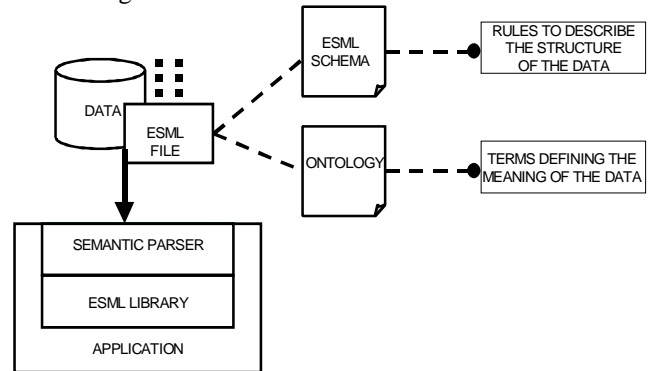 ESML
SCHEMA
RULES TO DESCRIBE
THE STRUCTURE
OF THE DATA
DATA
ESML
FILE
ONTOLOGY
TERMS DEFINING THE
MEANING OF THE DATA
SEMANTIC PARSER
ESML LIBRARY
APPLICATION